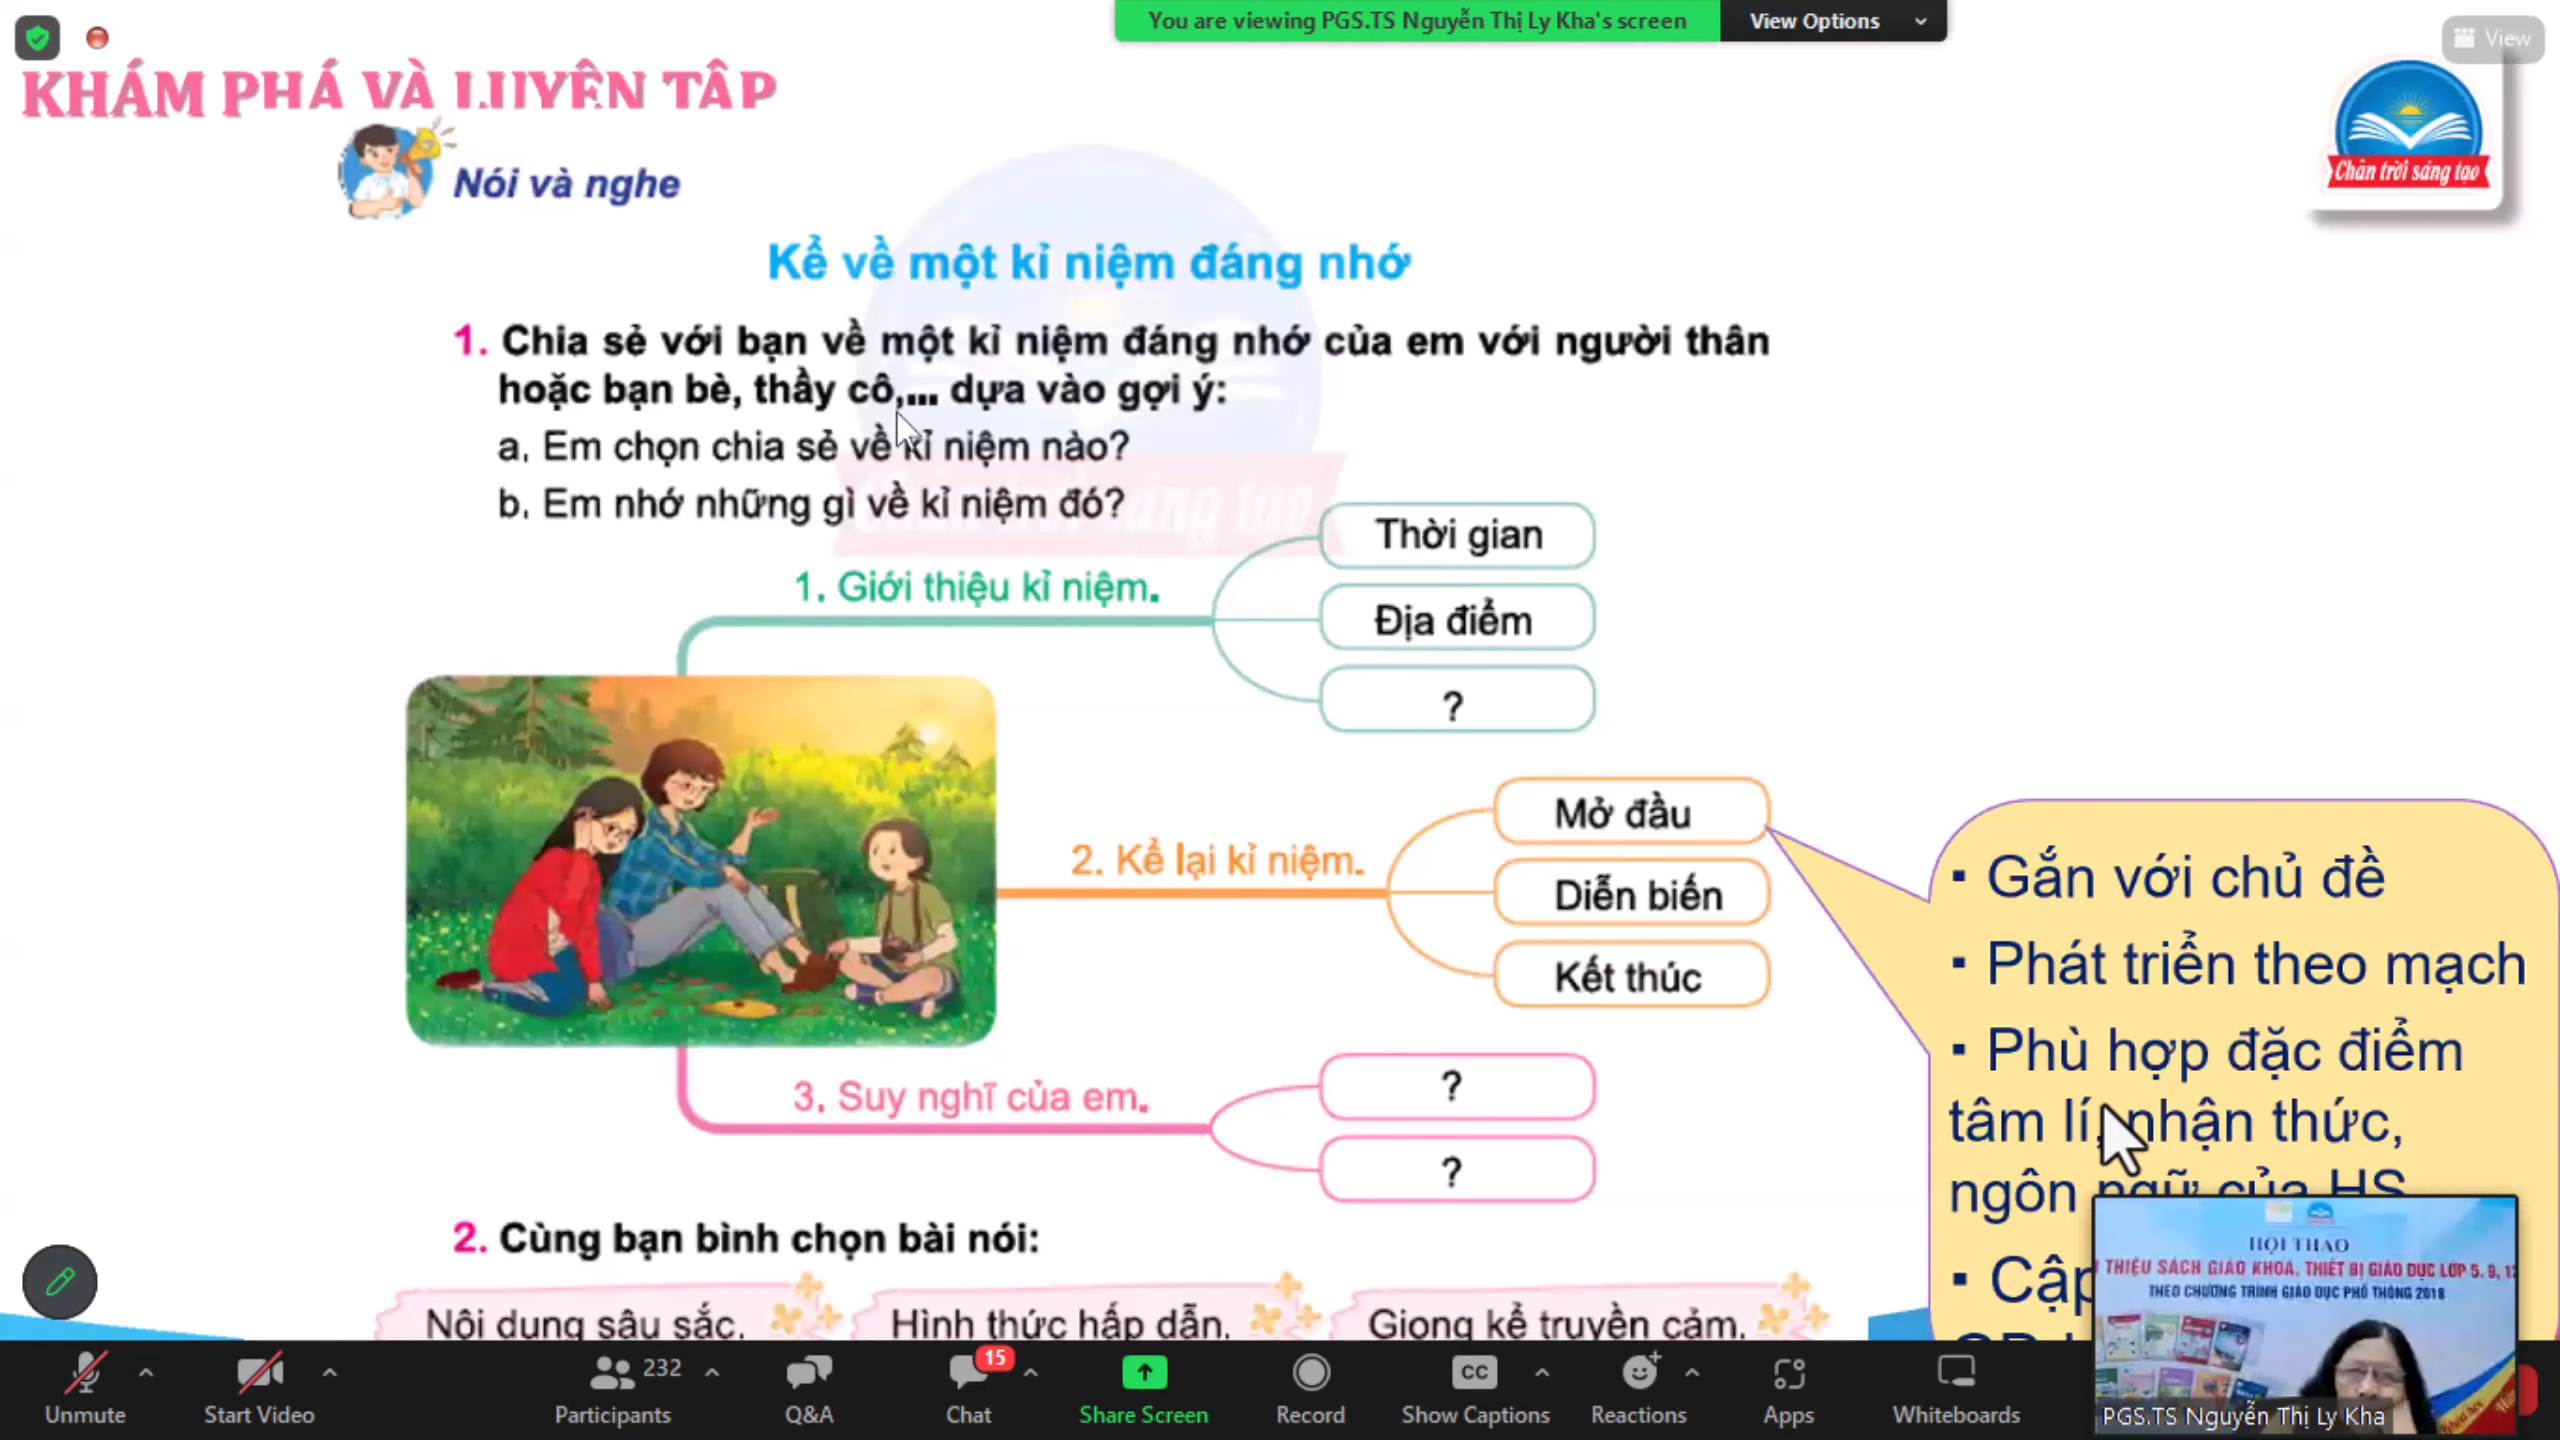 You are viewing PGS.TS Nguyễn Thị Ly Kha's screen
View Options
View
KHÁM PHÁ VÀ LUYỆN TẬP
Chân trời sáng tạo
Nói và nghe
Kể về một kỉ niệm đáng nhớ
1. Chia sẻ với bạn về một kỉ niệm đáng nhớ của em với người thân
hoặc bạn bè, thầy cô,... dựa vào gợi ý:
a. Em chọn chia sẻ về kỉ niệm nào?
b. Em nhớ những gì về kỉ niệm đó?
1. Giới thiệu kỉ niệm.
Thời gian
Địa điểm
?
2. Kể lại kỉ niệm.
Mở đầu
Diễn biến
Kết thúc
3. Suy nghĩ của em.
?
?
▪ Gắn với chủ đề
▪ Phát triển theo mạch
▪ Phù hợp đặc điểm
tâm lí, nhận thức,
ngôn ngữ của HS
▪ Cập
2. Cùng bạn bình chọn bài nói:
Nội dung sâu sắc.
Hình thức hấp dẫn.
Giọng kể truyền cảm.
HỘI THẢO
THIỆU SÁCH GIÁO KHOA, THIẾT BỊ GIÁO DỤC LỚP 5, 9, 12
THEO CHƯƠNG TRÌNH GIÁO DỤC PHỔ THÔNG 2018
PGS.TS Nguyễn Thị Ly Kha
Unmute
Start Video
232
Participants
Q&A
15
Chat
Share Screen
Record
CC
Show Captions
Reactions
Apps
Whiteboards